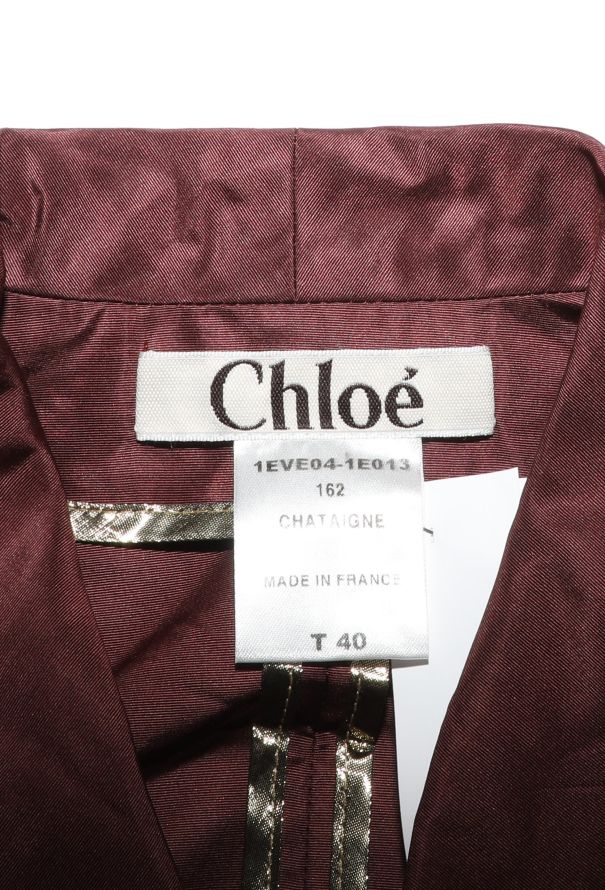 Chloé
1EVE04-1E013
162
CHATAIGNE
MADE IN FRANCE
T 40